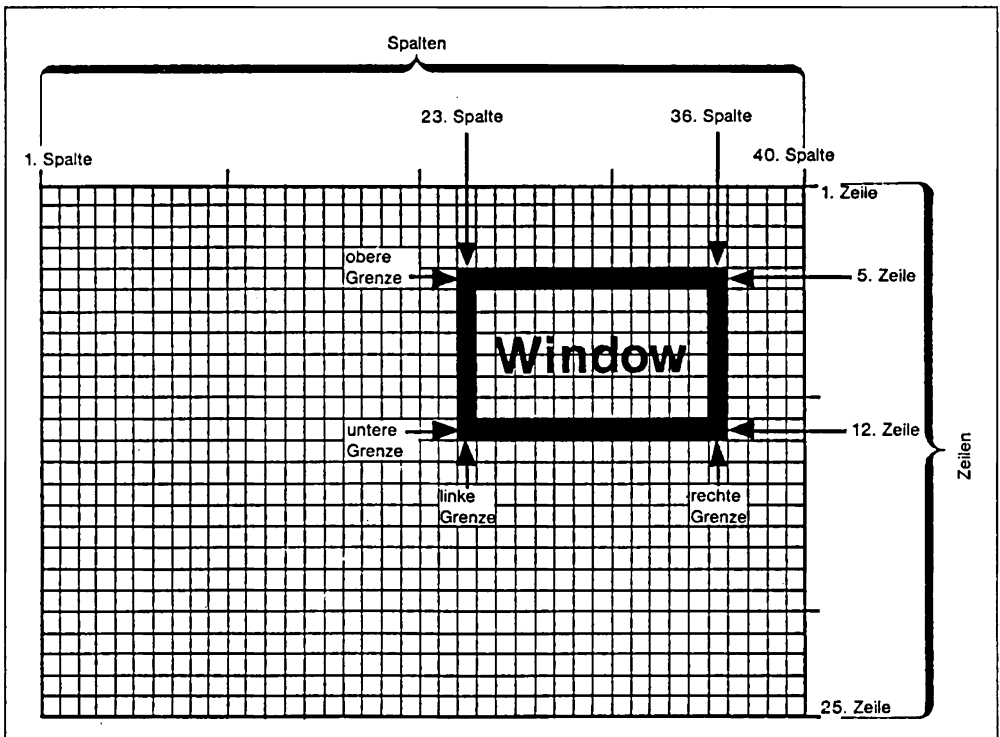 Spalten
23. Spalte
36. Spalte
1. Spalte
40. Spalte
1. Zeile
obere
Grenze
5. Zeile
Window
untere
Grenze
12. Zeile
Zeilen
linke
Grenze
rechte
Grenze
25. Zeile